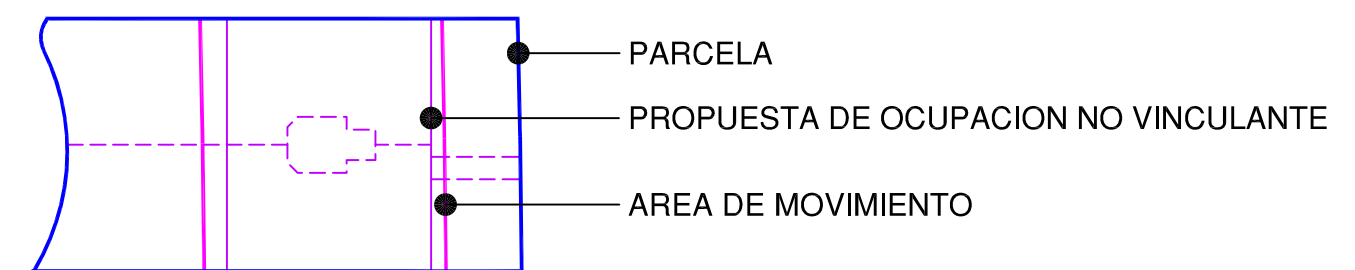 PARCELA
PROPUESTA DE OCUPACION NO VINCULANTE
AREA DE MOVIMIENTO